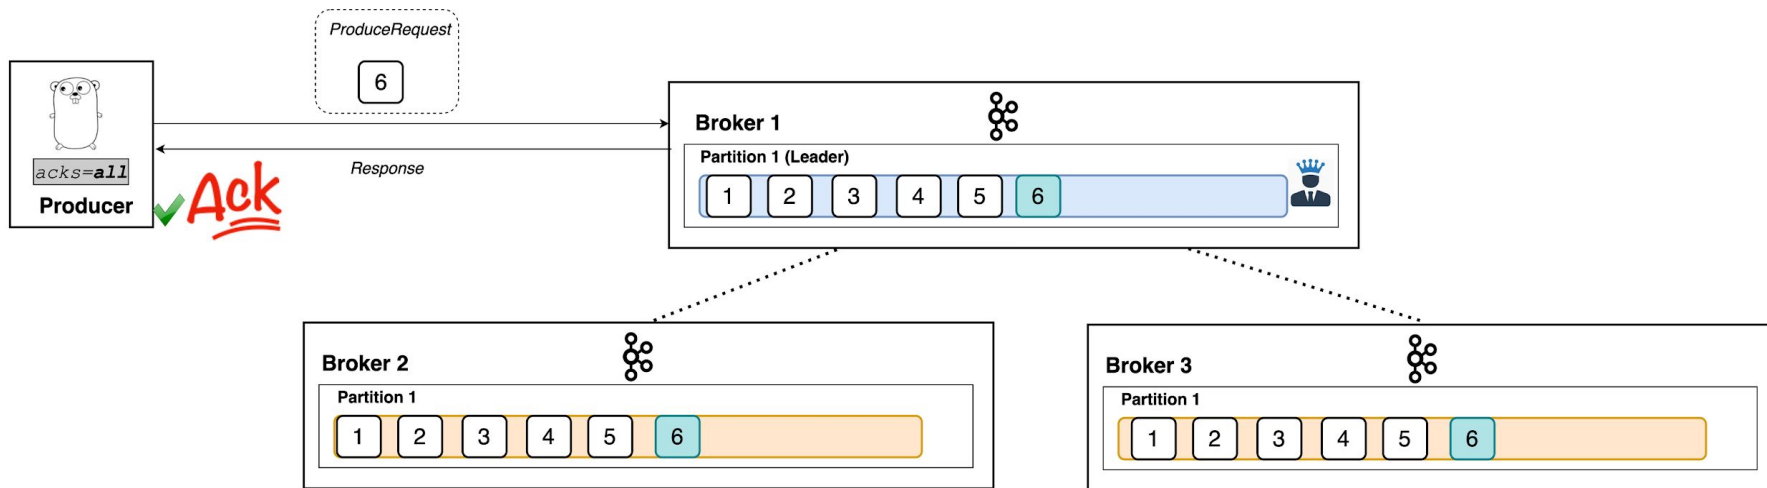 ProduceRequest
6
acks=all
Producer
Ack
Response
Broker 1
Partition 1 (Leader)
1 2 3 4 5 6
Broker 2
Partition 1
1 2 3 4 5 6
Broker 3
Partition 1
1 2 3 4 5 6